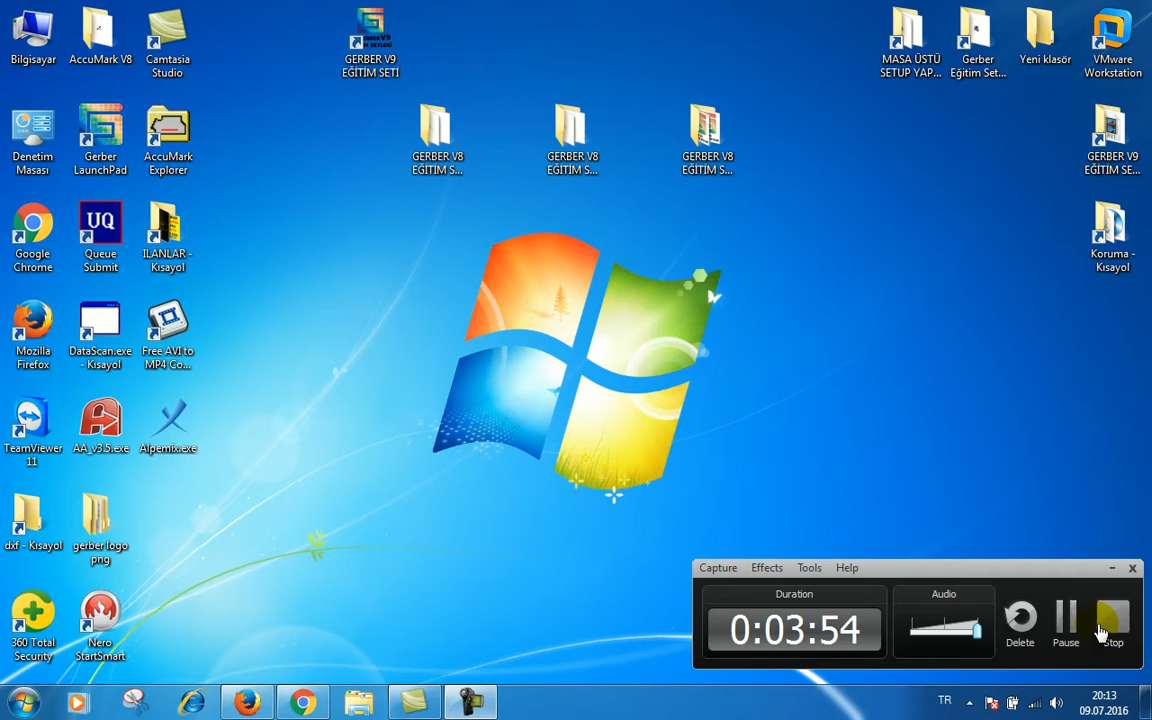 Bilgisayar
AccuMark V8
Camtasia
Studio
GERBER V9
EĞİTİM SETİ
MASA ÜSTÜ
SETUP YAP...
Gerber
Eğitim Set...
Yeni klasör
VMware
Workstation
Denetim
Masası
Gerber
LaunchPad
AccuMark
Explorer
GERBER V8
EĞİTİM S...
GERBER V8
EĞİTİM S...
GERBER V8
EĞİTİM S...
GERBER V9
EĞİTİM SE...
Google
Chrome
UQ
Queue
Submit
ILANLAR -
Kısayol
Koruma -
Kısayol
Mozilla
Firefox
DataScan.exe
- Kısayol
Free AVI to
MP4 Co...
TeamViewer
11
AA_v3.5.exe
Alpemix.exe
dxf - Kısayol
gerber logo
png
360 Total
Security
Nero
StartSmart
Capture Effects Tools Help
Duration
0:03:54
Audio
Delete
Pause
Stop
TR
20:13
09.07.2016